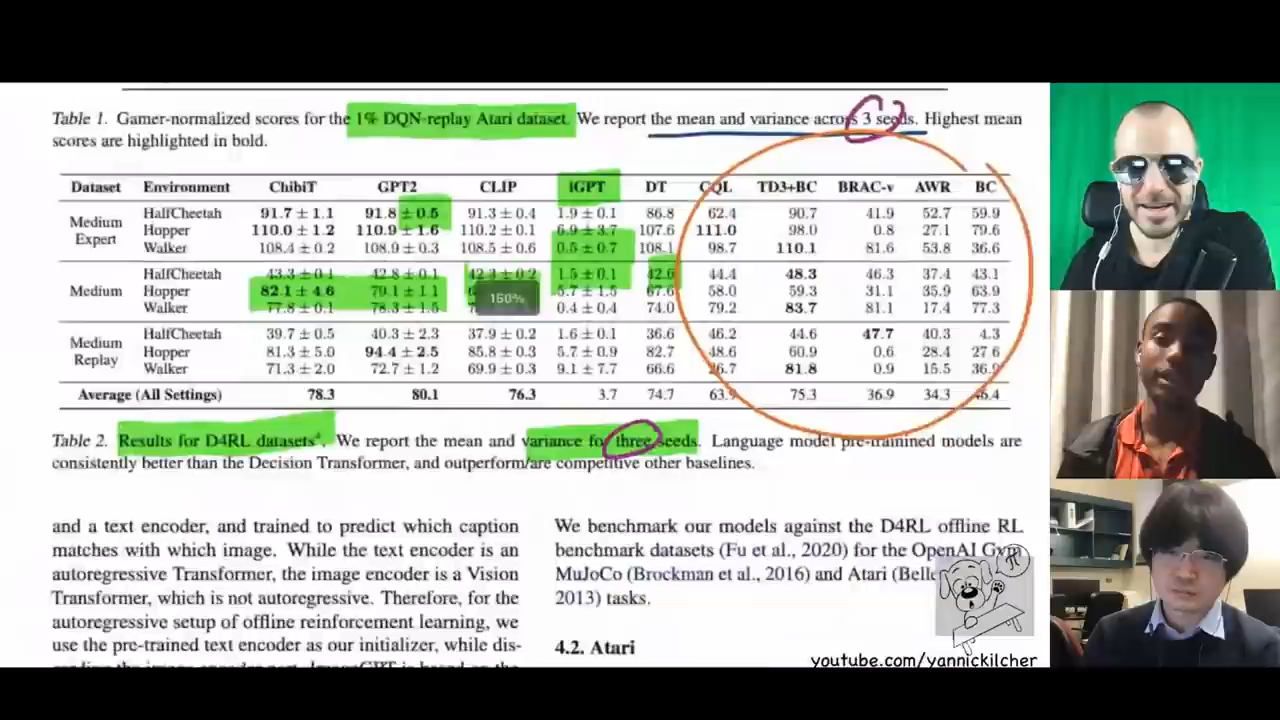 Table 1. Gamer-normalized scores for the 1% DQN-replay Atari dataset. We report the mean and variance across 3 seeds. Highest mean
scores are highlighted in bold.
Dataset Environment ChibiT GPT2 CLIP iGPT DT CQL TD3+BC BRAC-v AWR BC
HalfCheetah 91.7 ± 1.1 91.8 ± 0.5 91.3 ± 0.4 1.9 ± 0.1 86.8 62.4 90.7 41.9 52.7 59.9
Medium Expert Hopper 110.0 ± 1.2 110.9 ± 1.6 110.2 ± 0.1 6.9 ± 3.7 107.6 111.0 98.0 0.8 27.1 79.6
Walker 108.4 ± 0.2 108.9 ± 0.3 108.5 ± 0.6 0.5 ± 0.7 108.1 98.7 110.1 81.6 53.8 36.6
HalfCheetah 43.3 ± 0.1 42.8 ± 0.1 42.3 ± 0.2 1.5 ± 0.1 42.6 44.4 48.3 46.3 37.4 43.1
Medium Hopper 82.1 ± 4.6 79.1 ± 1.1 5.7 ± 1.5 67.6 58.0 59.3 31.1 35.9 63.9
150%
Walker 77.8 ± 0.1 78.3 ± 1.5 0.4 ± 0.4 74.0 79.2 83.7 81.1 17.4 77.3
HalfCheetah 39.7 ± 0.5 40.3 ± 2.3 37.9 ± 0.2 1.6 ± 0.1 36.6 46.2 44.6 47.7 40.3 4.3
Medium Replay Hopper 81.3 ± 5.0 94.4 ± 2.5 85.8 ± 0.3 5.7 ± 0.9 82.7 48.6 60.9 0.6 28.4 27.6
Walker 71.3 ± 2.0 72.7 ± 1.2 69.9 ± 0.3 9.1 ± 7.7 66.6 26.7 81.8 0.9 15.5 36.9
Average (All Settings) 78.3 80.1 76.3 3.7 74.7 63.9 75.3 36.9 34.3 46.4
Table 2. Results for D4RL datasets. We report the mean and variance for three seeds. Language model pre-trainined models are
consistently better than the Decision Transformer, and outperform/are competitive other baselines.
and a text encoder, and trained to predict which caption
matches with which image. While the text encoder is an
autoregressive Transformer, the image encoder is a Vision
Transformer, which is not autoregressive. Therefore, for the
autoregressive setup of offline reinforcement learning, we
use the pre-trained text encoder as our initializer, while dis-
We benchmark our models against the D4RL offline RL
benchmark datasets (Fu et al., 2020) for the OpenAI Gym
MuJoCo (Brockman et al., 2016) and Atari (Belle
2013) tasks.
4.2. Atari
π
youtube.com/yannickilcher